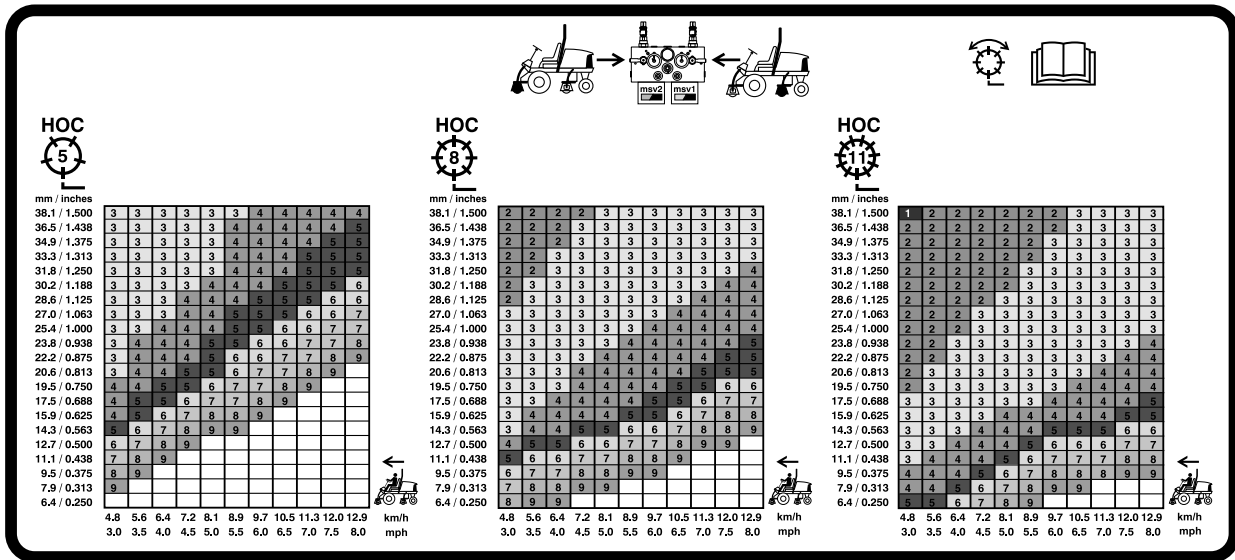 msv2 msv1
HOC
5
mm / inches
38.1 / 1.500 3 3 3 3 3 3 4 4 4 4 4
36.5 / 1.438 3 3 3 3 3 4 4 4 4 4 5
34.9 / 1.375 3 3 3 3 3 4 4 4 4 5 5
33.3 / 1.313 3 3 3 3 3 4 4 4 5 5 5
31.8 / 1.250 3 3 3 3 3 4 4 4 5 5 5
30.2 / 1.188 3 3 3 3 4 4 4 5 5 5 6
28.6 / 1.125 3 3 3 4 4 4 5 5 5 6 6
27.0 / 1.063 3 3 3 4 4 5 5 5 6 6 7
25.4 / 1.000 3 3 4 4 4 5 5 6 6 7 7
23.8 / 0.938 3 4 4 4 5 5 6 6 7 7 8
22.2 / 0.875 3 4 4 4 5 6 6 7 7 8 9
20.6 / 0.813 3 4 4 5 5 6 7 7 8 9
19.5 / 0.750 4 4 5 5 6 7 7 8 9
17.5 / 0.688 4 5 5 6 7 7 8 9
15.9 / 0.625 4 5 6 7 7 8 9
14.3 / 0.563 5 6 7 8 9 9
12.7 / 0.500 6 7 8 9
11.1 / 0.438 7 8 9
9.5 / 0.375 8 9
7.9 / 0.313 9
6.4 / 0.250
4.8 5.6 6.4 7.2 8.1 8.9 9.7 10.5 11.3 12.0 12.9 km/h
3.0 3.5 4.0 4.5 5.0 5.5 6.0 6.5 7.0 7.5 8.0 mph
HOC
8
mm / inches
38.1 / 1.500 2 2 2 2 3 3 3 3 3 3 3
36.5 / 1.438 2 2 2 3 3 3 3 3 3 3 3
34.9 / 1.375 2 2 2 3 3 3 3 3 3 3 3
33.3 / 1.313 2 2 3 3 3 3 3 3 3 3 3
31.8 / 1.250 2 2 3 3 3 3 3 3 3 3 4
30.2 / 1.188 2 3 3 3 3 3 3 3 3 4 4
28.6 / 1.125 2 3 3 3 3 3 3 3 4 4 4
27.0 / 1.063 3 3 3 3 3 3 3 4 4 4 4
25.4 / 1.000 3 3 3 3 3 3 4 4 4 4 4
23.8 / 0.938 3 3 3 3 3 4 4 4 4 4 5
22.2 / 0.875 3 3 3 3 4 4 4 4 4 5 5
20.6 / 0.813 3 3 3 4 4 4 4 4 5 5 5
19.5 / 0.750 3 3 3 4 4 4 4 5 5 6 6
17.5 / 0.688 3 3 4 4 4 4 5 5 6 6 7
15.9 / 0.625 3 4 4 4 4 5 5 6 7 7 8
14.3 / 0.563 3 4 4 5 5 6 6 7 7 8 8
12.7 / 0.500 4 5 5 6 6 7 7 8 9 9
11.1 / 0.438 5 6 6 7 7 8 8 9
9.5 / 0.375 6 7 7 8 8 9 9
7.9 / 0.313 7 7 8 9 9
6.4 / 0.250 8 9 9
4.8 5.6 6.4 7.2 8.1 8.9 9.7 10.5 11.3 12.0 12.9 km/h
3.0 3.5 4.0 4.5 5.0 5.5 6.0 6.5 7.0 7.5 8.0 mph
HOC
11
mm / inches
38.1 / 1.500 1 2 2 2 2 2 2 3 3 3 3
36.5 / 1.438 2 2 2 2 2 2 2 3 3 3 3
34.9 / 1.375 2 2 2 2 2 2 3 3 3 3 3
33.3 / 1.313 2 2 2 2 2 2 3 3 3 3 3
31.8 / 1.250 2 2 2 2 2 3 3 3 3 3 3
30.2 / 1.188 2 2 2 2 2 3 3 3 3 3 3
28.6 / 1.125 2 2 2 2 3 3 3 3 3 3 3
27.0 / 1.063 2 2 2 3 3 3 3 3 3 3 3
25.4 / 1.000 2 2 2 3 3 3 3 3 3 3 3
23.8 / 0.938 2 2 3 3 3 3 3 3 3 3 4
22.2 / 0.875 2 2 3 3 3 3 3 3 3 4 4
20.6 / 0.813 2 3 3 3 3 3 3 3 4 4 4
19.5 / 0.750 2 3 3 3 3 3 3 4 4 4 4
17.5 / 0.688 3 3 3 3 3 3 4 4 4 4 5
15.9 / 0.625 3 3 3 3 4 4 4 4 4 5 5
14.3 / 0.563 3 3 3 4 4 4 5 5 5 6 6
12.7 / 0.500 3 3 4 4 4 5 5 6 6 6 7
11.1 / 0.438 3 4 4 4 5 6 6 7 7 7 8
9.5 / 0.375 4 4 4 5 6 7 7 8 8 8 9
7.9 / 0.313 4 4 5 6 7 8 9 9 9
6.4 / 0.250 5 5 6 7 8 9
4.8 5.6 6.4 7.2 8.1 8.9 9.7 10.5 11.3 12.0 12.9 km/h
3.0 3.5 4.0 4.5 5.0 5.5 6.0 6.5 7.0 7.5 8.0 mph